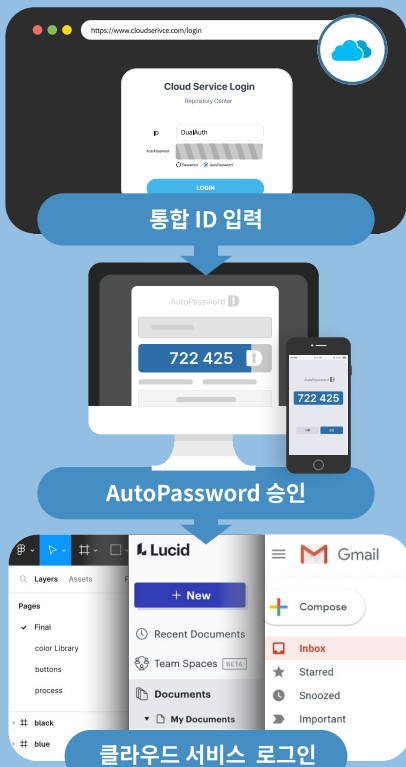 https://www.cloudserivce.com/login
Cloud Service Login
Repository Center
ID
DualAuth
AutoPassword
Password
AutoPassword
LOGIN
통합 ID 입력
AutoPassword
722 425
AutoPassword
722 425
AutoPassword 승인
Layers
Assets
Pages
Final
color Library
buttons
process
black
blue
Lucid
+ New
Recent Documents
Team Spaces BETA
Documents
My Documents
Gmail
Compose
Inbox
Starred
Snoozed
Important
클라우드 서비스 로그인